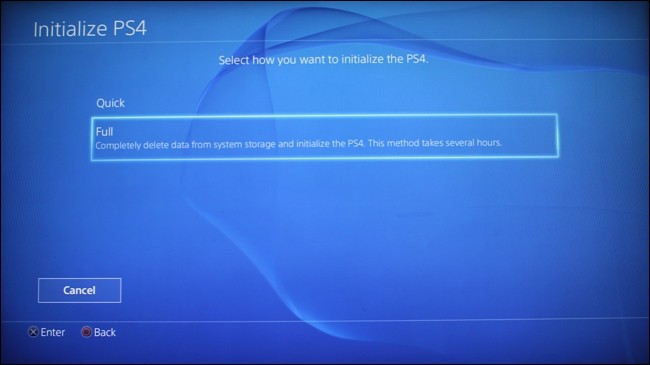 Initialize PS4
Select how you want to initialize the PS4.
Quick
Full
Completely delete data from system storage and initialize the PS4. This method takes several hours.
Cancel
Enter Back